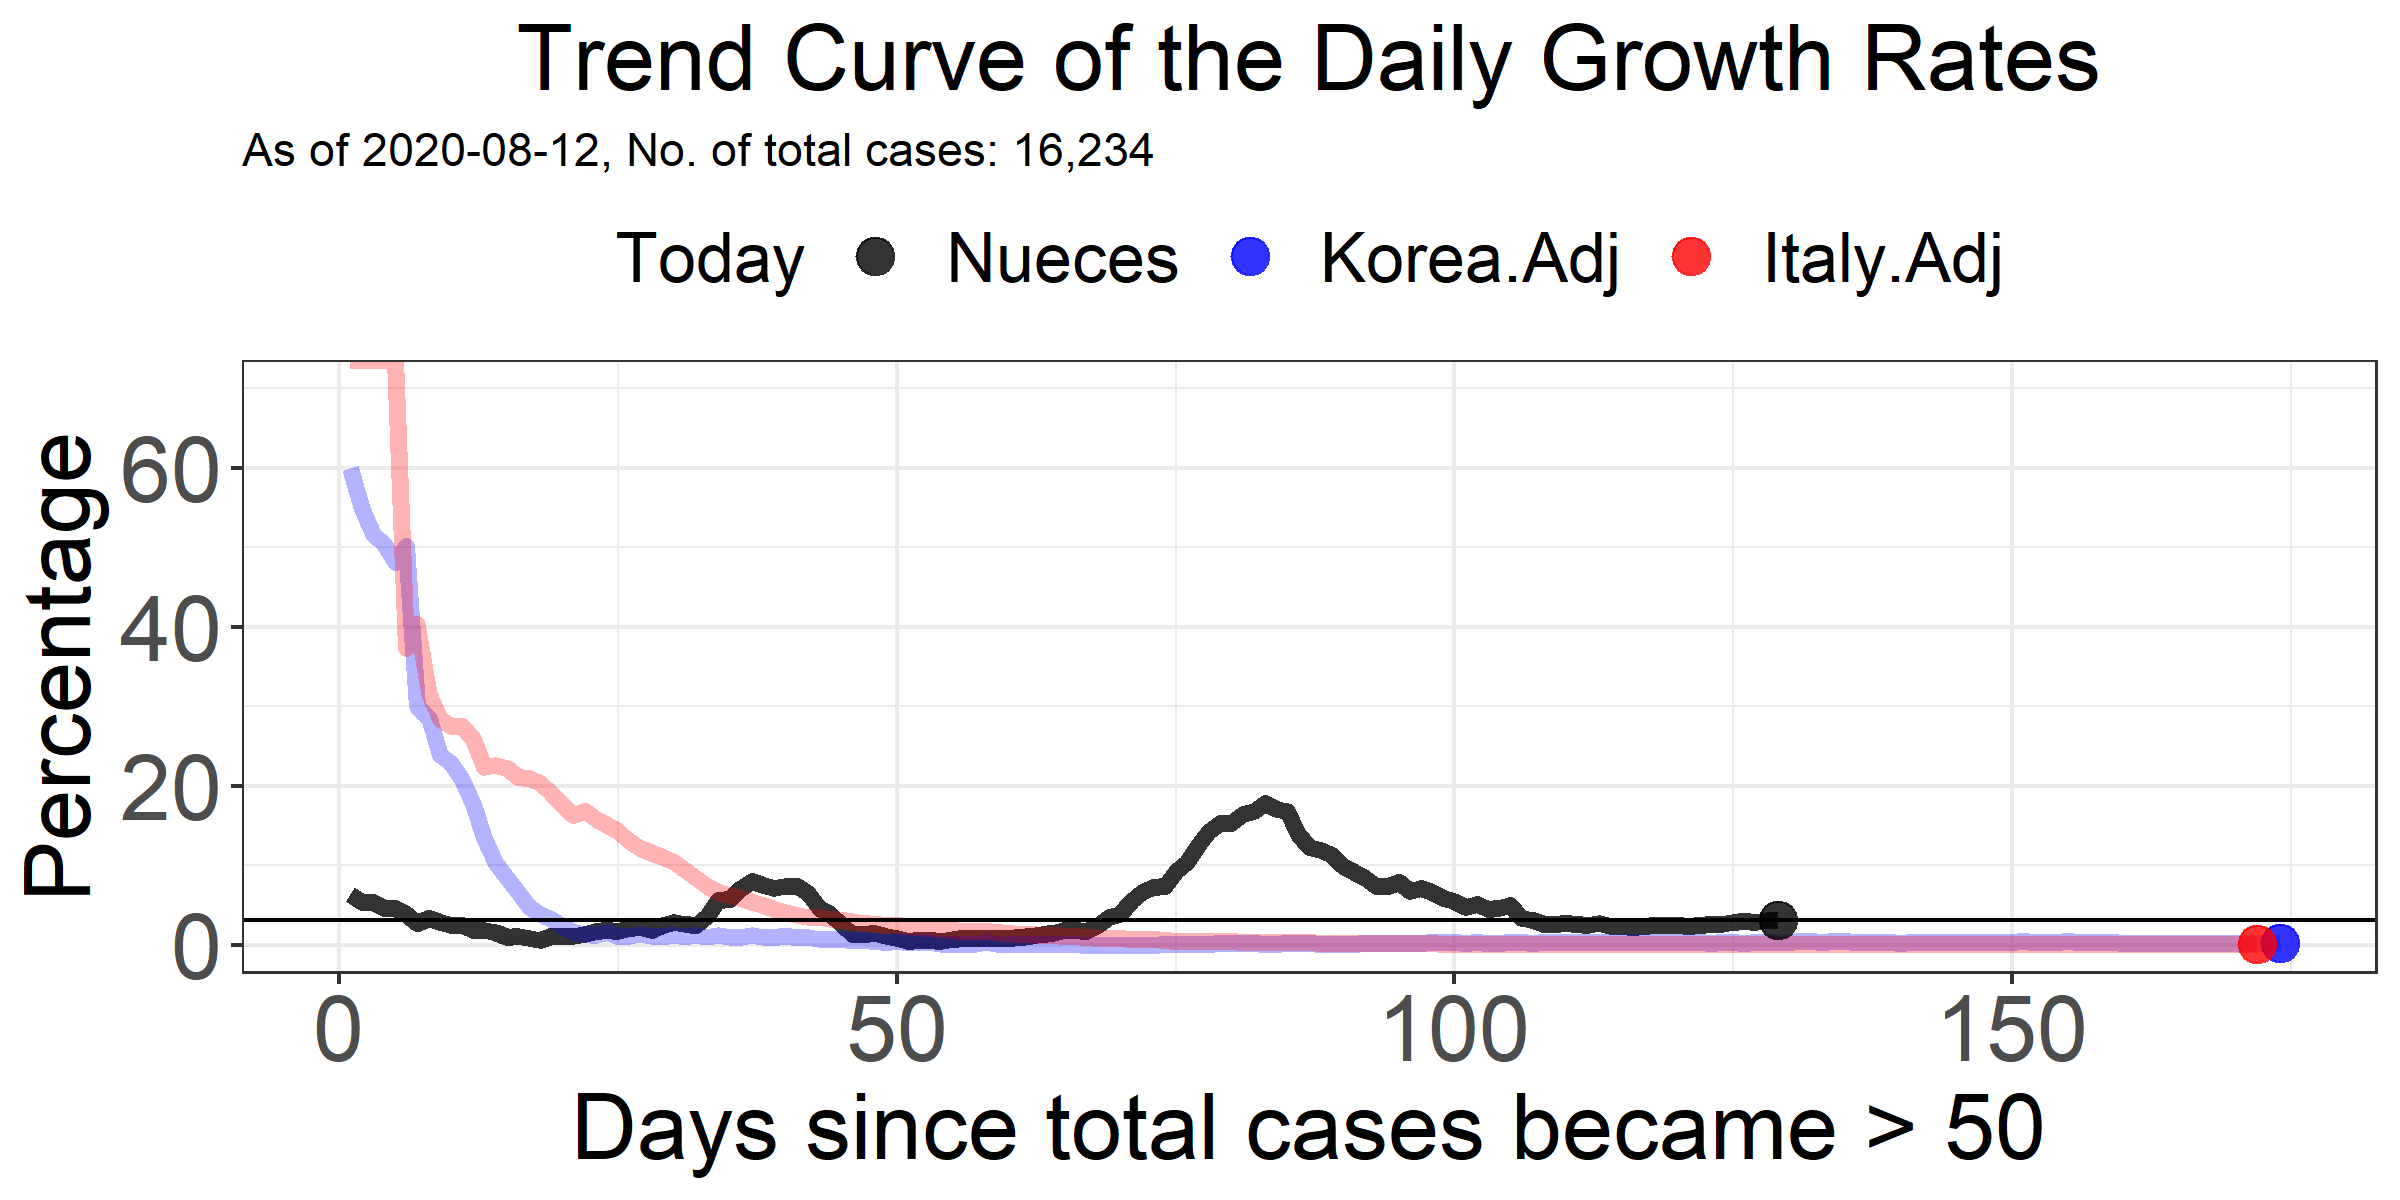 Trend Curve of the Daily Growth Rates
As of 2020-08-12, No. of total cases: 16,234
Today Nueces Korea.Adj Italy.Adj
Percentage
60
40
20
0
0 50 100 150
Days since total cases became > 50